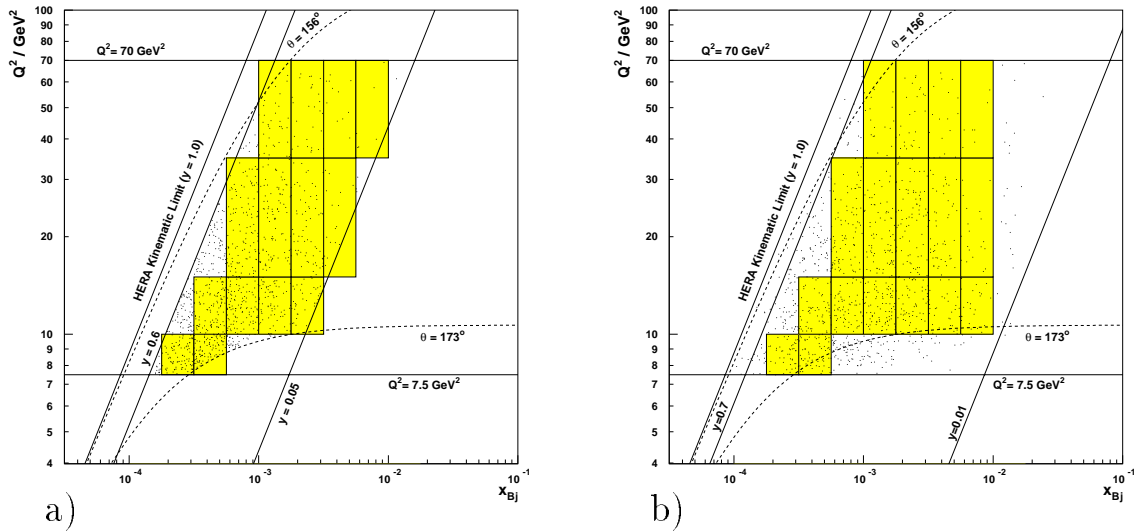 Q² / GeV²
100
90
80
70
60
50
40
30
20
10
9
8
7
6
5
4
Q²= 70 GeV²
θ = 156°
HERA Kinematic Limit (y = 1.0)
y = 0.6
y = 0.05
θ = 173°
Q²= 7.5 GeV²
10⁻⁴
10⁻³
10⁻²
10⁻¹
x_Bj
a)
Q² / GeV²
100
90
80
70
60
50
40
30
20
10
9
8
7
6
5
4
Q²= 70 GeV²
θ = 156°
HERA Kinematic Limit (y = 1.0)
y=0.7
y=0.01
θ = 173°
Q²= 7.5 GeV²
10⁻⁴
10⁻³
10⁻²
10⁻¹
x_Bj
b)